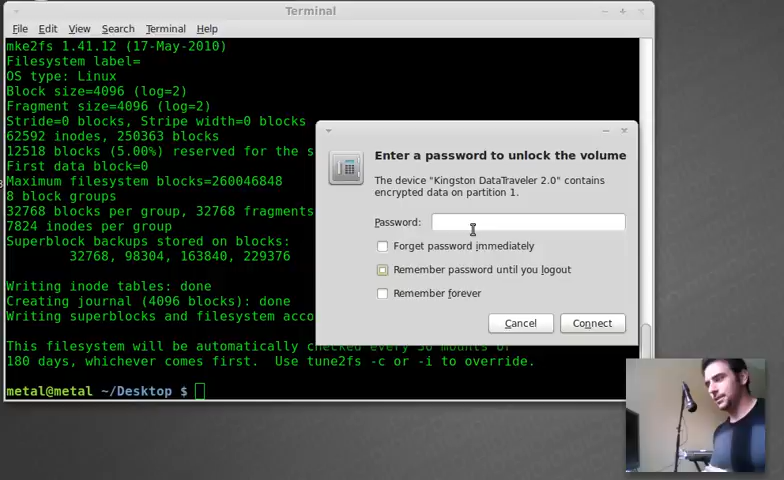 Terminal
File Edit View Search Terminal Help
mke2fs 1.41.12 (17-May-2010)
Filesystem label=
OS type: Linux
Block size=4096 (log=2)
Fragment size=4096 (log=2)
Stride=0 blocks, Stripe width=0 blocks
62592 inodes, 250363 blocks
12518 blocks (5.00%) reserved for the s
First data block=0
Maximum filesystem blocks=260046848
8 block groups
32768 blocks per group, 32768 fragments
7824 inodes per group
Superblock backups stored on blocks:
32768, 98304, 163840, 229376
Writing inode tables: done
Creating journal (4096 blocks): done
Writing superblocks and filesystem acco
This filesystem will be automatically checked every 30 mounts or
180 days, whichever comes first. Use tune2fs -c or -i to override.
metal@metal ~/Desktop $
Enter a password to unlock the volume
The device "Kingston DataTraveler 2.0" contains
encrypted data on partition 1.
Password:
Forget password immediately
Remember password until you logout
Remember forever
Cancel Connect